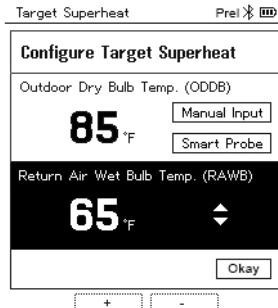 Target Superheat Prel
Configure Target Superheat
Outdoor Dry Bulb Temp. (ODDB)
85 °F
Manual Input
Smart Probe
Return Air Wet Bulb Temp. (RAWB)
65 °F
Okay
+ -